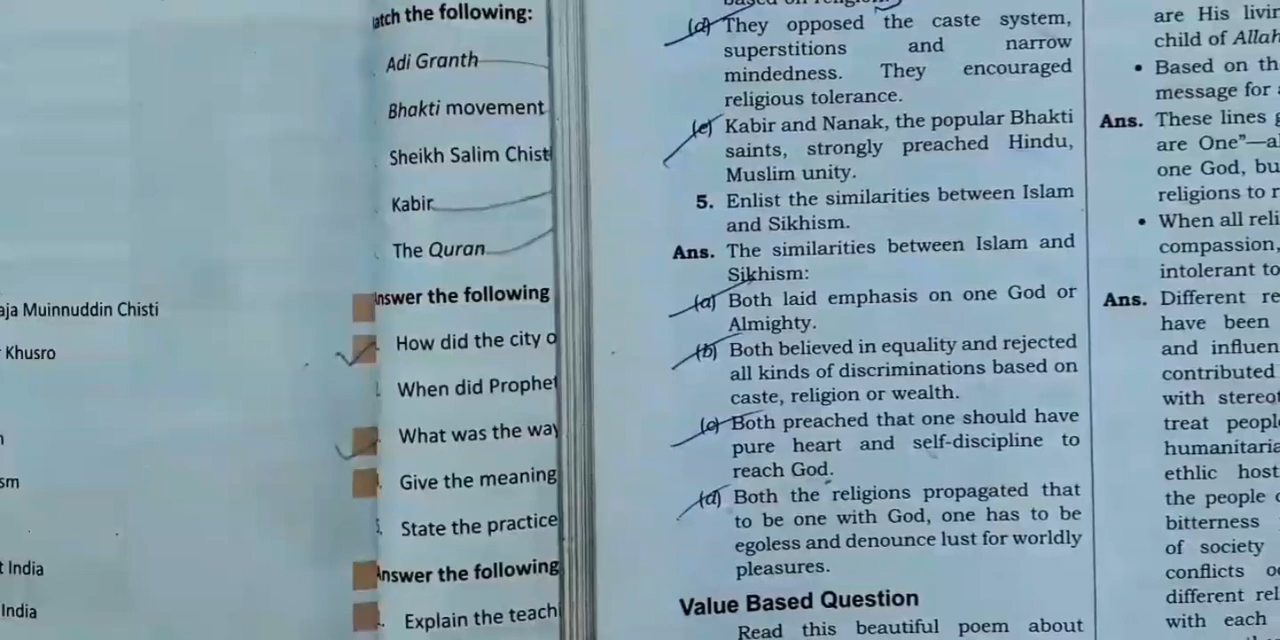 aja Muinnuddin Chisti
Khusro
sm
India
India
atch the following:
Adi Granth
Bhakti movement
Sheikh Salim Chist
Kabir
The Quran
nswer the following
How did the city o
When did Prophet
What was the way
Give the meaning
State the practice
Answer the following
Explain the teach
(d) They opposed the caste system,
superstitions and narrow
mindedness. They encouraged
religious tolerance.
(e) Kabir and Nanak, the popular Bhakti
saints, strongly preached Hindu,
Muslim unity.
5. Enlist the similarities between Islam
and Sikhism.
Ans. The similarities between Islam and
Sikhism:
(a) Both laid emphasis on one God or
Almighty.
(b) Both believed in equality and rejected
all kinds of discriminations based on
caste, religion or wealth.
(c) Both preached that one should have
pure heart and self-discipline to
reach God.
(d) Both the religions propagated that
to be one with God, one has to be
egoless and denounce lust for worldly
pleasures.
Value Based Question
Read this beautiful poem about
are His livin
child of Allah
• Based on th
message for
Ans. These lines g
are One"—al
one God, bu
religions to r
• When all reli
compassion,
intolerant to
Ans. Different re
have been
and influen
contributed
with stereot
treat people
humanitaria
ethlic host
the people
bitterness
of society
conflicts
different rel
with each